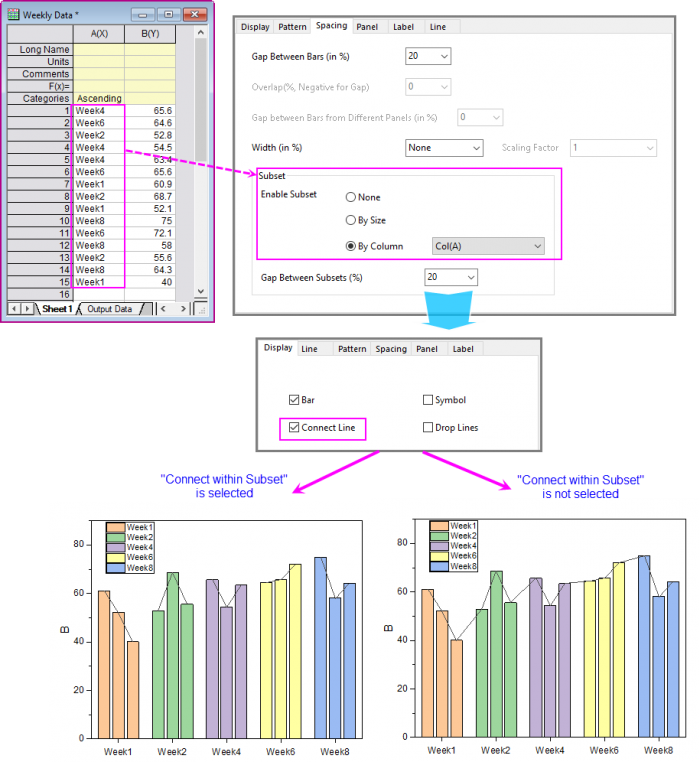 Weekly Data *
A(X) B(Y)
Long Name
Units
Comments
F(x)=
Categories Ascending
1 Week4 65.6
2 Week6 64.6
3 Week2 52.8
4 Week4 54.5
5 Week4 63.4
6 Week6 65.6
7 Week1 60.9
8 Week2 68.7
9 Week1 52.1
10 Week8 75
11 Week6 72.1
12 Week8 58
13 Week2 55.6
14 Week8 64.3
15 Week1 40
16
Sheet1 Output Data
Display Pattern Spacing Panel Label Line
Gap Between Bars (in %) 20
Overlap(%, Negative for Gap) 0
Gap between Bars from Different Panels (in %) 0
Width (in %) None Scaling Factor 1
Subset
Enable Subset None
By Size
By Column Col(A)
Gap Between Subsets (%) 20
Display Line Pattern Spacing Panel Label
Bar Symbol
Connect Line Drop Lines
"Connect within Subset"
is selected
"Connect within Subset"
is not selected
Week1
Week2
Week4
Week6
Week8
80
60
40
20
0
B
Week1 Week2 Week4 Week6 Week8
Week1
Week2
Week4
Week6
Week8
80
60
40
20
0
B
Week1 Week2 Week4 Week6 Week8